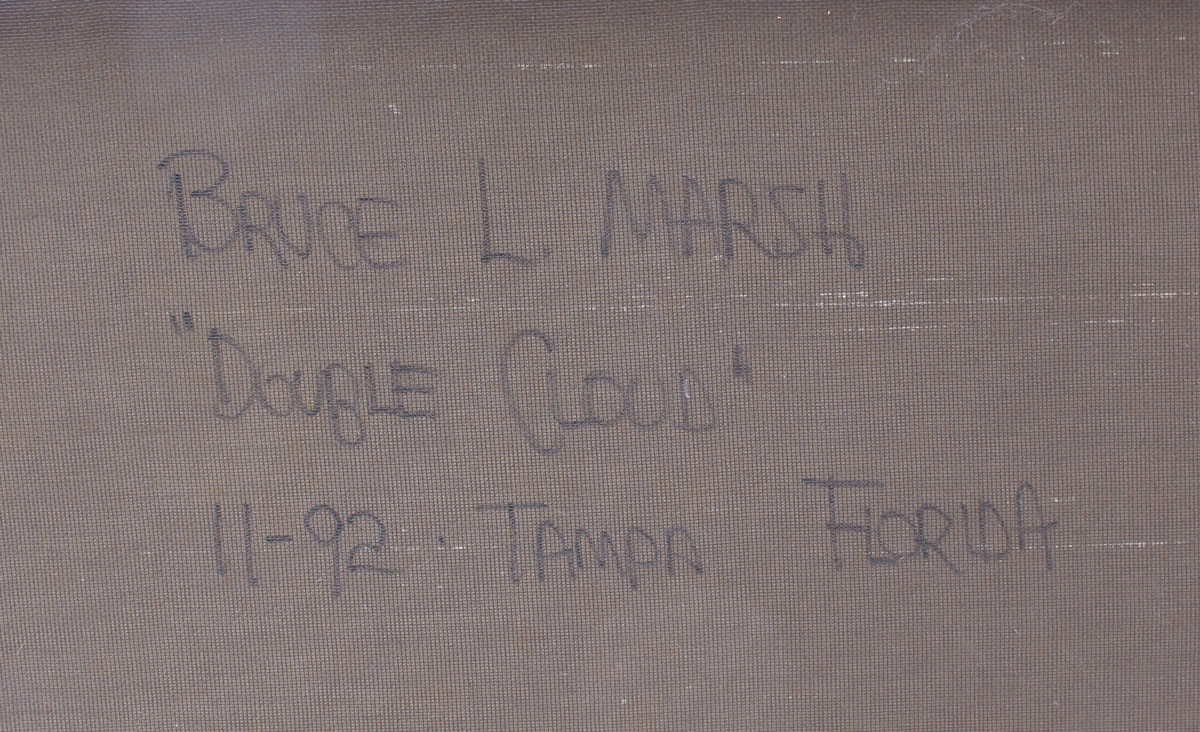 BRUCE L. MARSH
"DOUBLE CLOUD"
11-92 · TAMPA FLORIDA